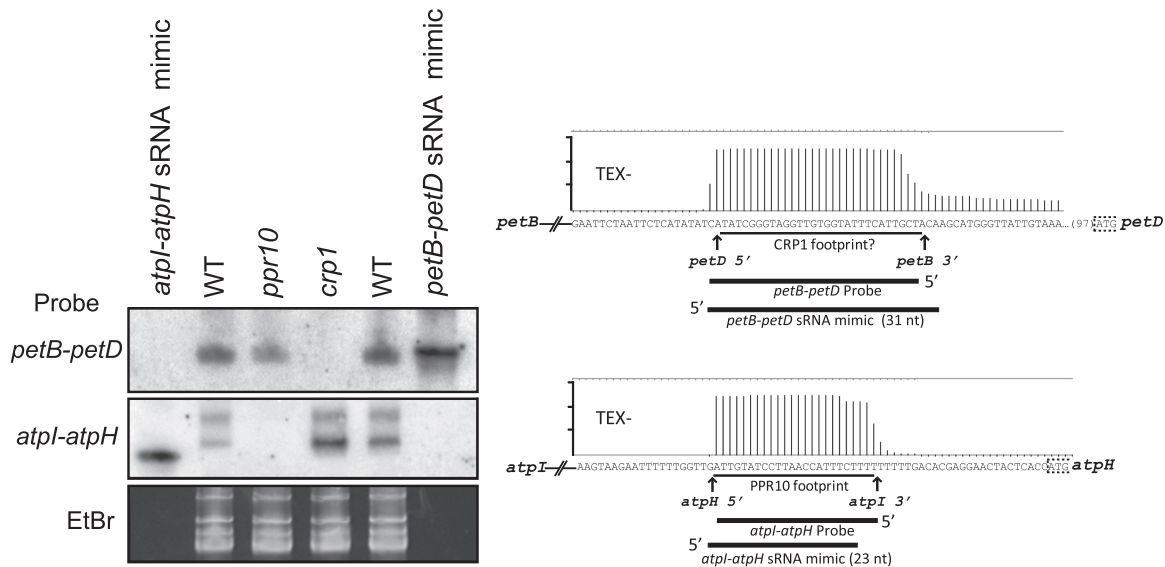 atpI-atpH sRNA mimic
WT
ppr10
crp1
WT
petB-petD sRNA mimic
Probe
petB-petD
atpI-atpH
EtBr
TEX-
petB
GAATTCTAATTCTCATATATCATATCGGGTAGGTTGTGGTATTTCATTGCTACAAGCATGGGTTATTGTAAA… (97) ATG petD
CRP1 footprint?
petD 5’ petB 3’
5’
petB-petD Probe
5’
petB-petD sRNA mimic (31 nt)
TEX-
atpI
AAGTAAGAATTTTTTGGTTGATTGTATCCTTAACCATTTCTTTTTTTTTGACACGAGGAACTACTCACCATG atpH
PPR10 footprint
atpH 5’ atpI 3’
5’
atpI-atpH Probe
5’
atpI-atpH sRNA mimic (23 nt)